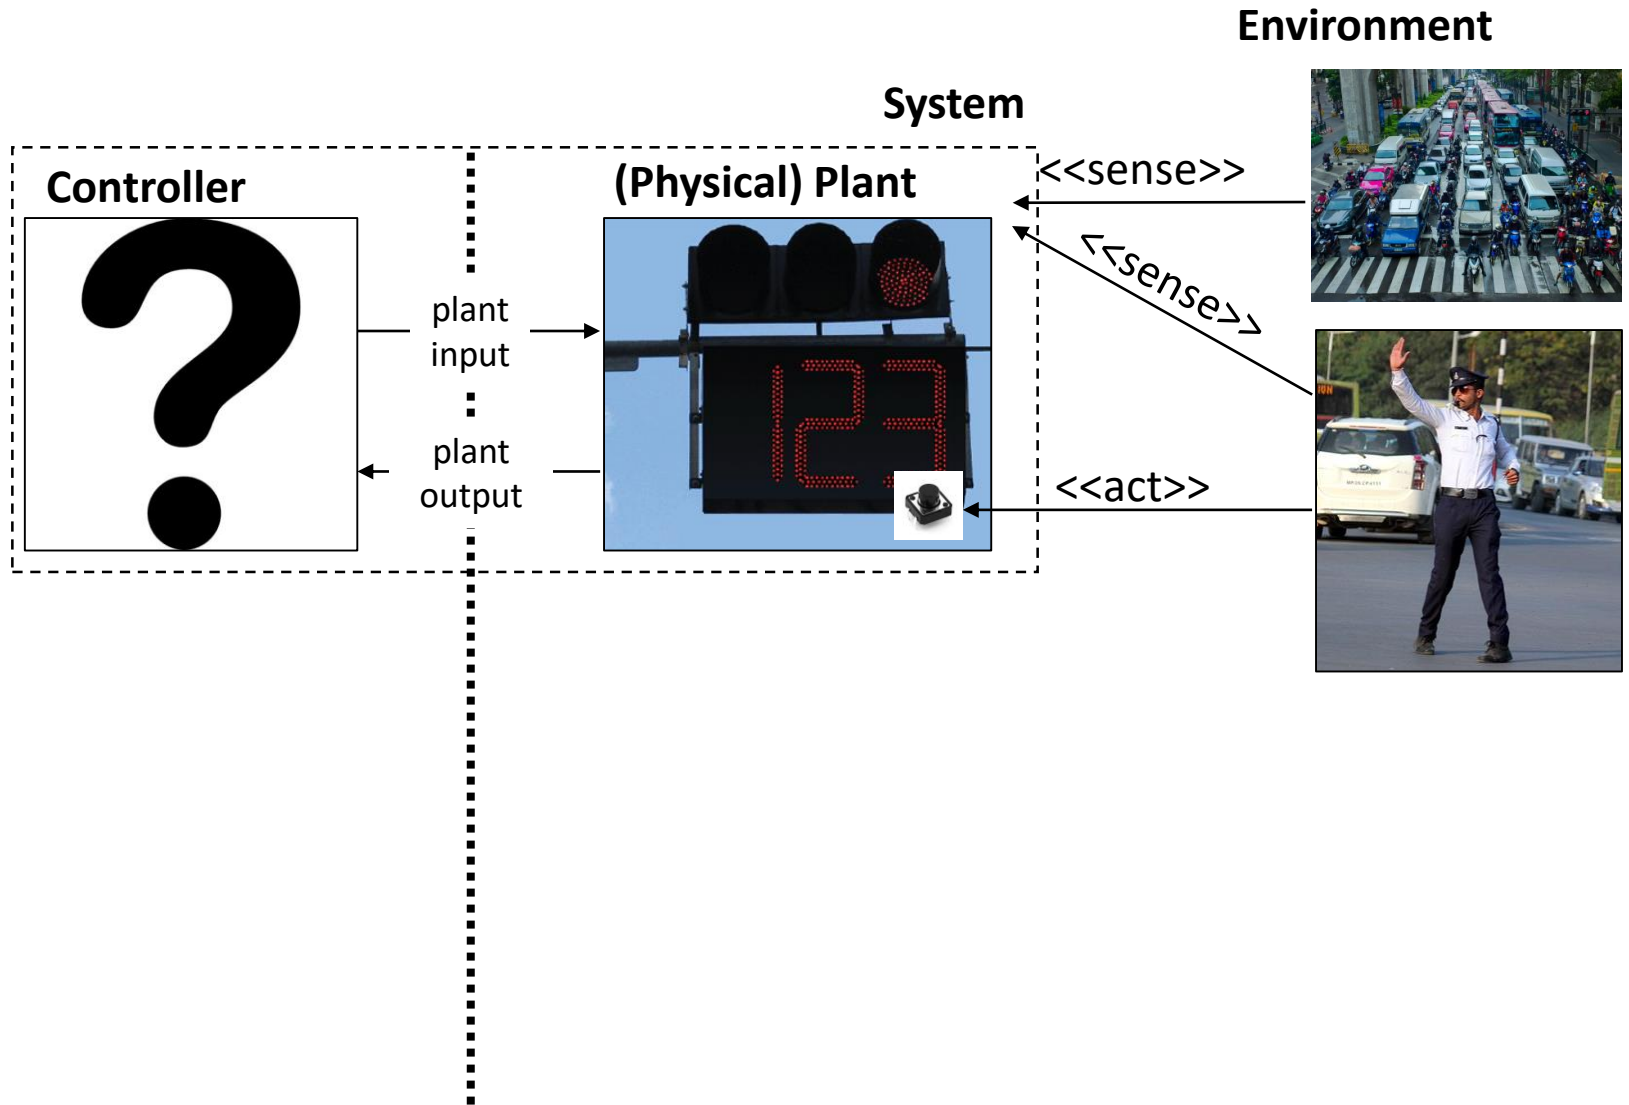 Environment
System
Controller
(Physical) Plant
<<sense>>
<<sense>>
plant
input
123
plant
output
<<act>>